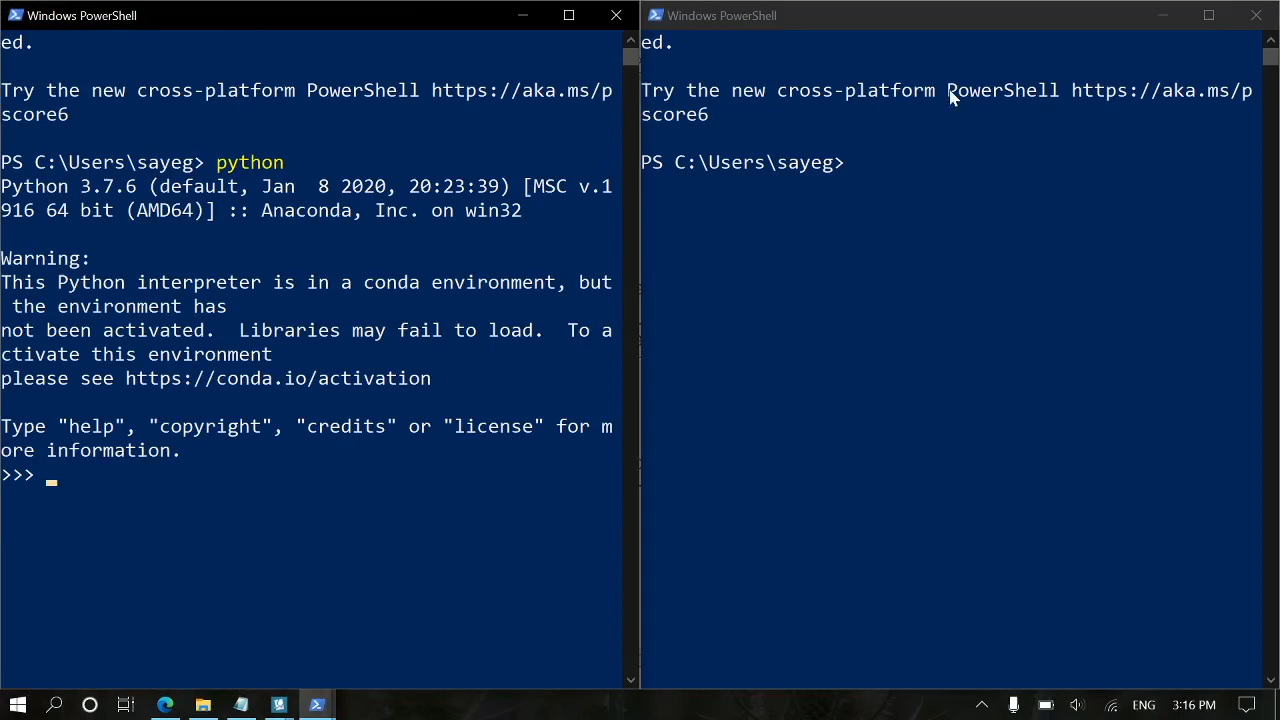 Windows PowerShell
ed.
Try the new cross-platform PowerShell https://aka.ms/p
score6
PS C:\Users\sayeg> python
Python 3.7.6 (default, Jan  8 2020, 20:23:39) [MSC v.1
916 64 bit (AMD64)] :: Anaconda, Inc. on win32
Warning:
This Python interpreter is in a conda environment, but
 the environment has
not been activated.  Libraries may fail to load.  To a
ctivate this environment
please see https://conda.io/activation
Type "help", "copyright", "credits" or "license" for m
ore information.
>>>
Windows PowerShell
ed.
Try the new cross-platform PowerShell https://aka.ms/p
score6
PS C:\Users\sayeg>
ENG
3:16 PM